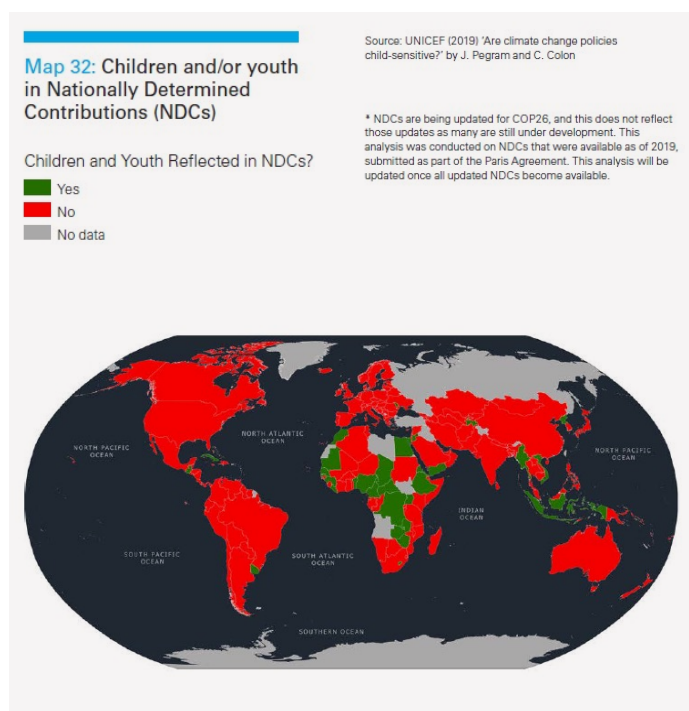 Map 32: Children and/or youth
in Nationally Determined
Contributions (NDCs)
Children and Youth Reflected in NDCs?
Yes
No
No data
Source: UNICEF (2019) ‘Are climate change policies
child-sensitive?’ by J. Pegram and C. Colon
* NDCs are being updated for COP26, and this does not reflect
those updates as many are still under development. This
analysis was conducted on NDCs that were available as of 2019,
submitted as part of the Paris Agreement. This analysis will be
updated once all updated NDCs become available.
NORTH PACIFIC
OCEAN
NORTH ATLANTIC
OCEAN
NORTH PACIFIC
OCEAN
INDIAN
OCEAN
SOUTH PACIFIC
OCEAN
SOUTH ATLANTIC
OCEAN
SOUTHERN OCEAN